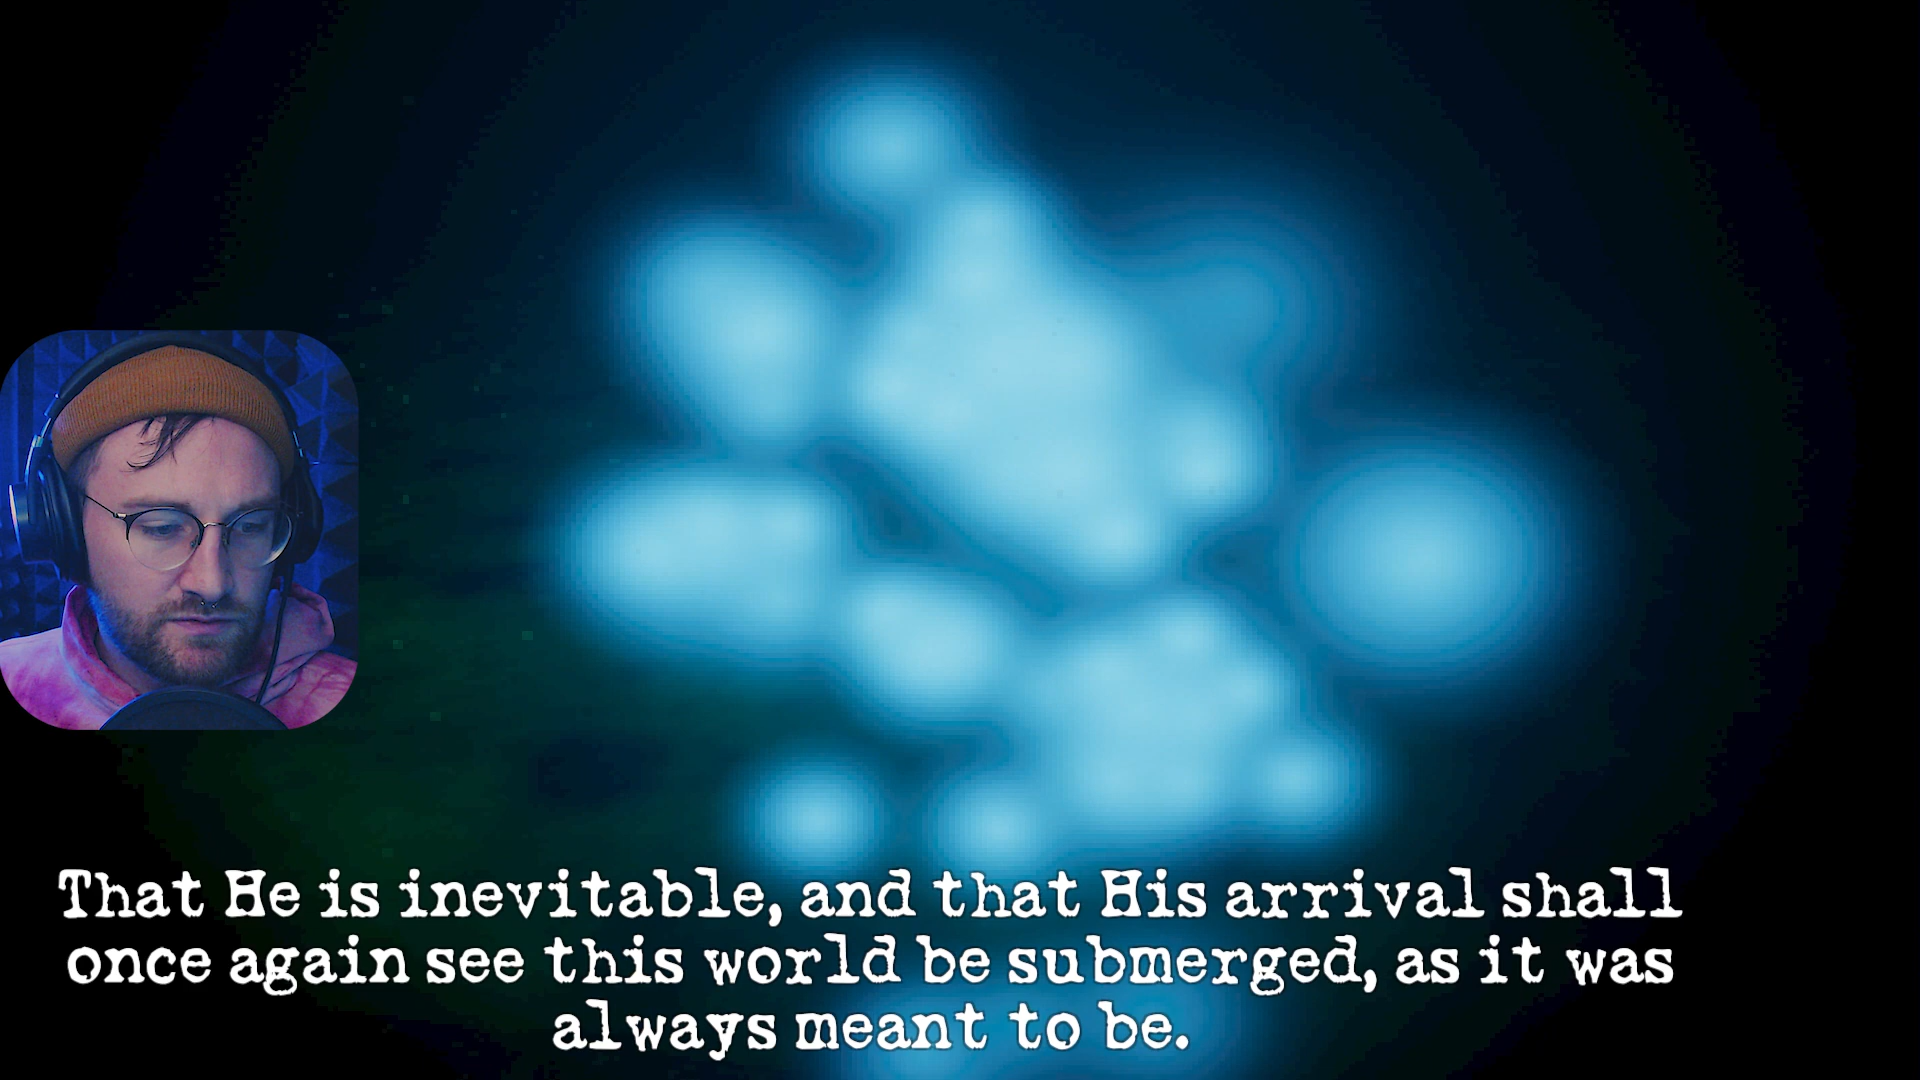 That He is inevitable, and that His arrival shall
once again see this world be submerged, as it was
always meant to be.